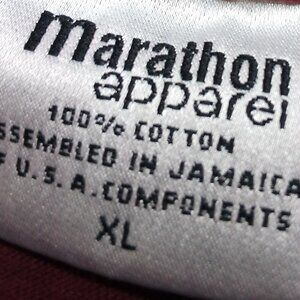 marathon
apparel
100% COTTON
SSEMBLED IN JAMAICA
F U.S.A.COMPONENTS
XL